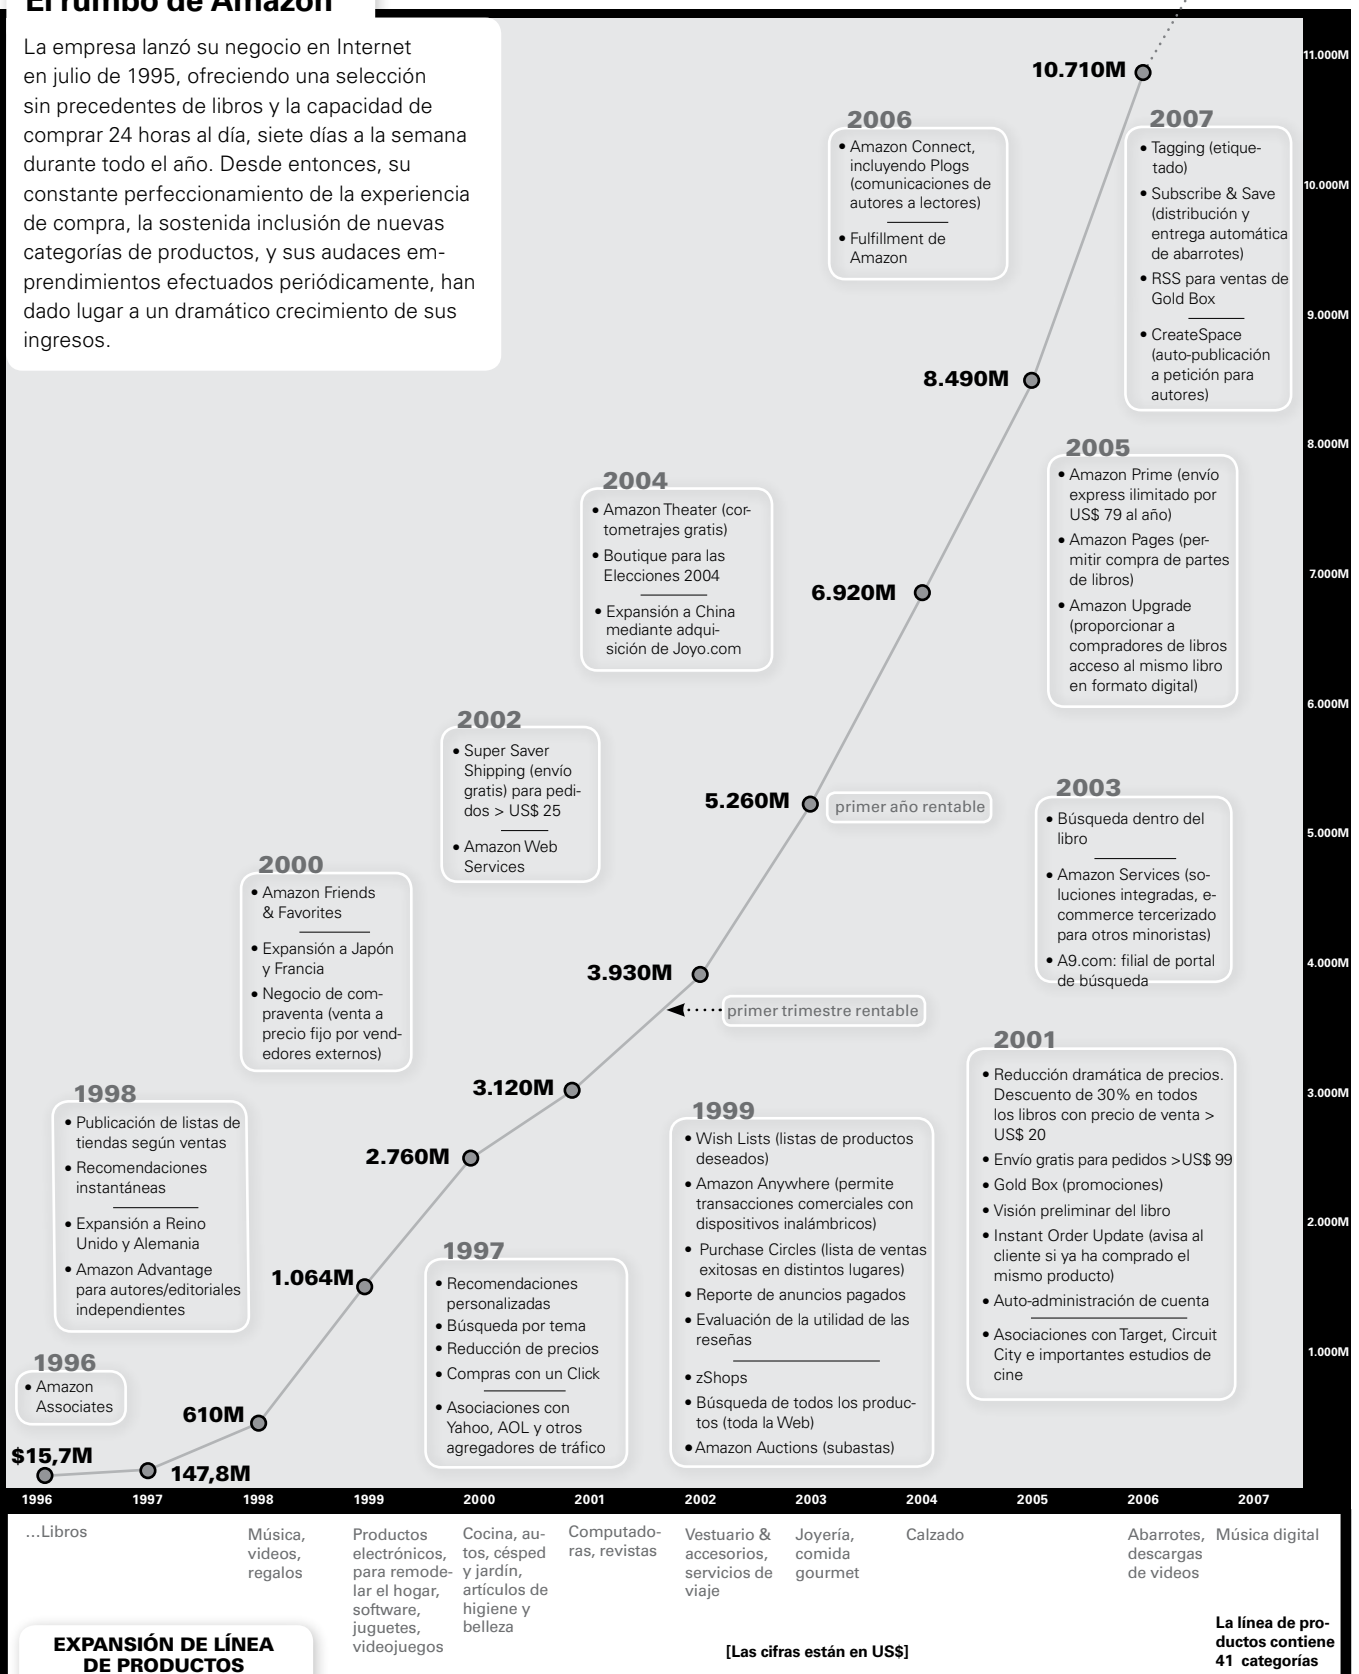 El rumbo de Amazon
La empresa lanzó su negocio en Internet
en julio de 1995, ofreciendo una selección
sin precedentes de libros y la capacidad de
comprar 24 horas al día, siete días a la semana
durante todo el año. Desde entonces, su
constante perfeccionamiento de la experiencia
de compra, la sostenida inclusión de nuevas
categorías de productos, y sus audaces em-
prendimientos efectuados periódicamente, han
dado lugar a un dramático crecimiento de sus
ingresos.
11.000M
10.000M
9.000M
8.000M
7.000M
6.000M
5.000M
4.000M
3.000M
2.000M
1.000M
10.710M
8.490M
6.920M
5.260M
primer año rentable
3.930M
primer trimestre rentable
3.120M
2.760M
1.064M
610M
147,8M
$15,7M
2006
• Amazon Connect,
incluyendo Plogs
(comunicaciones de
autores a lectores)
• Fulfillment de
Amazon
2007
• Tagging (etique-
tado)
• Subscribe & Save
(distribución y
entrega automática
de abarrotes)
• RSS para ventas de
Gold Box
• CreateSpace
(auto-publicación
a petición para
autores)
2004
• Amazon Theater (cor-
tometrajes gratis)
• Boutique para las
Elecciones 2004
• Expansión a China
mediante adqui-
sición de Joyo.com
2005
• Amazon Prime (envío
express ilimitado por
US$ 79 al año)
• Amazon Pages (per-
mitir compra de partes
de libros)
• Amazon Upgrade
(proporcionar a
compradores de libros
acceso al mismo libro
en formato digital)
2002
• Super Saver
Shipping (envío
gratis) para pedi-
dos > US$ 25
• Amazon Web
Services
2003
• Búsqueda dentro del
libro
• Amazon Services (so-
luciones integradas, e-
commerce tercerizado
para otros minoristas)
• A9.com: filial de portal
de búsqueda
2000
• Amazon Friends
& Favorites
• Expansión a Japón
y Francia
• Negocio de com-
praventa (venta a
precio fijo por vend-
edores externos)
2001
• Reducción dramática de precios.
Descuento de 30% en todos
los libros con precio de venta >
US$ 20
• Envío gratis para pedidos >US$ 99
• Gold Box (promociones)
• Visión preliminar del libro
• Instant Order Update (avisa al
cliente si ya ha comprado el
mismo producto)
• Auto-administración de cuenta
• Asociaciones con Target, Circuit
City e importantes estudios de
cine
1998
• Publicación de listas de
tiendas según ventas
• Recomendaciones
instantáneas
• Expansión a Reino
Unido y Alemania
• Amazon Advantage
para autores/editoriales
independientes
1999
• Wish Lists (listas de productos
deseados)
• Amazon Anywhere (permite
transacciones comerciales con
dispositivos inalámbricos)
• Purchase Circles (lista de ventas
exitosas en distintos lugares)
• Reporte de anuncios pagados
• Evaluación de la utilidad de las
reseñas
• zShops
• Búsqueda de todos los produc-
tos (toda la Web)
• Amazon Auctions (subastas)
1997
• Recomendaciones
personalizadas
• Búsqueda por tema
• Reducción de precios
• Compras con un Click
• Asociaciones con
Yahoo, AOL y otros
agregadores de tráfico
1996
• Amazon
Associates
1996 1997 1998 1999 2000 2001 2002 2003 2004 2005 2006 2007
...Libros
Música,
videos,
regalos
Productos
electrónicos,
para remode-
lar el hogar,
software,
juguetes,
videojuegos
Cocina, au-
tos, césped
y jardín,
artículos de
higiene y
belleza
Computado-
ras, revistas
Vestuario &
accesorios,
servicios de
viaje
Joyería,
comida
gourmet
Calzado
Abarrotes,
descargas
de videos
Música digital
EXPANSIÓN DE LÍNEA
DE PRODUCTOS
[Las cifras están en US$]
La línea de pro-
ductos contiene
41 categorías